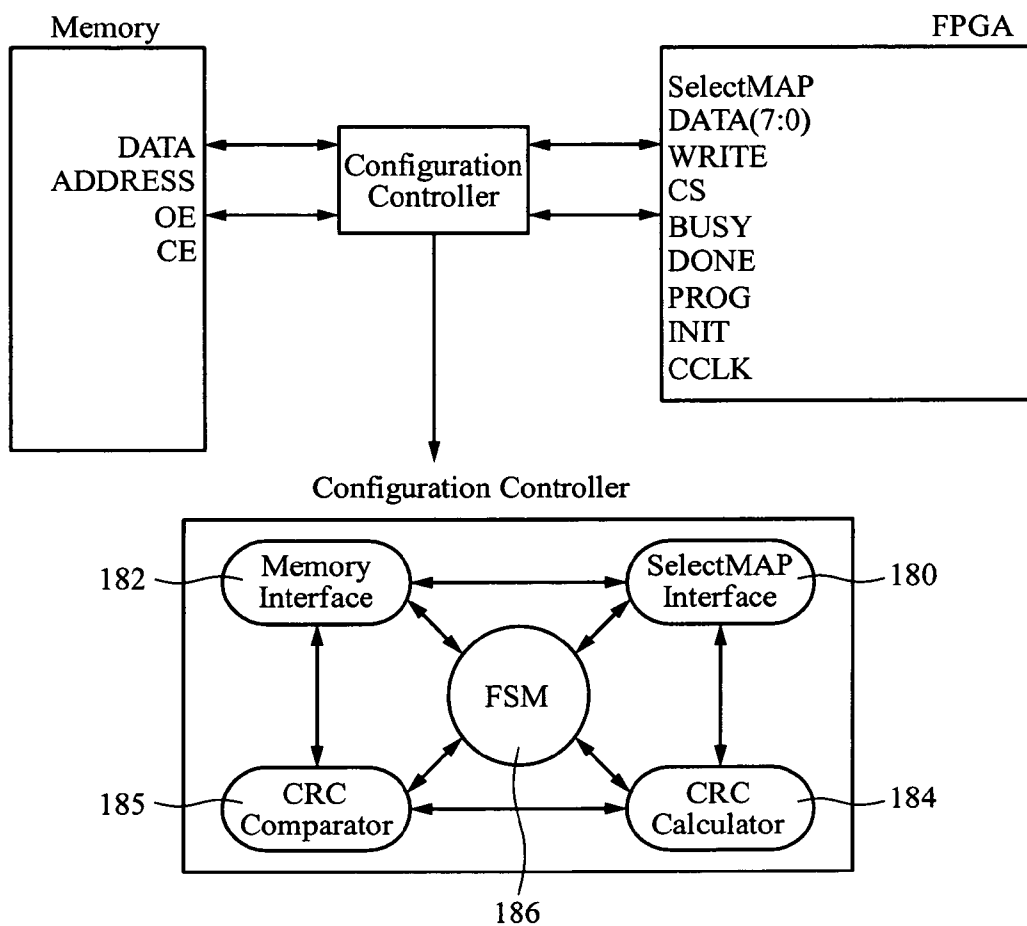 Memory
FPGA
DATA
ADDRESS
OE
CE
Configuration
Controller
SelectMAP
DATA(7:0)
WRITE
CS
BUSY
DONE
PROG
INIT
CCLK
Configuration Controller
182
Memory
Interface
SelectMAP
Interface
180
FSM
185
CRC
Comparator
CRC
Calculator
184
186